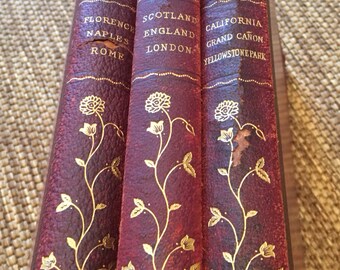 FLORENCE
NAPLES
ROME
SCOTLAND
ENGLAND
LONDON
CALIFORNIA
GRAND CAÑON
YELLOWSTONE PARK